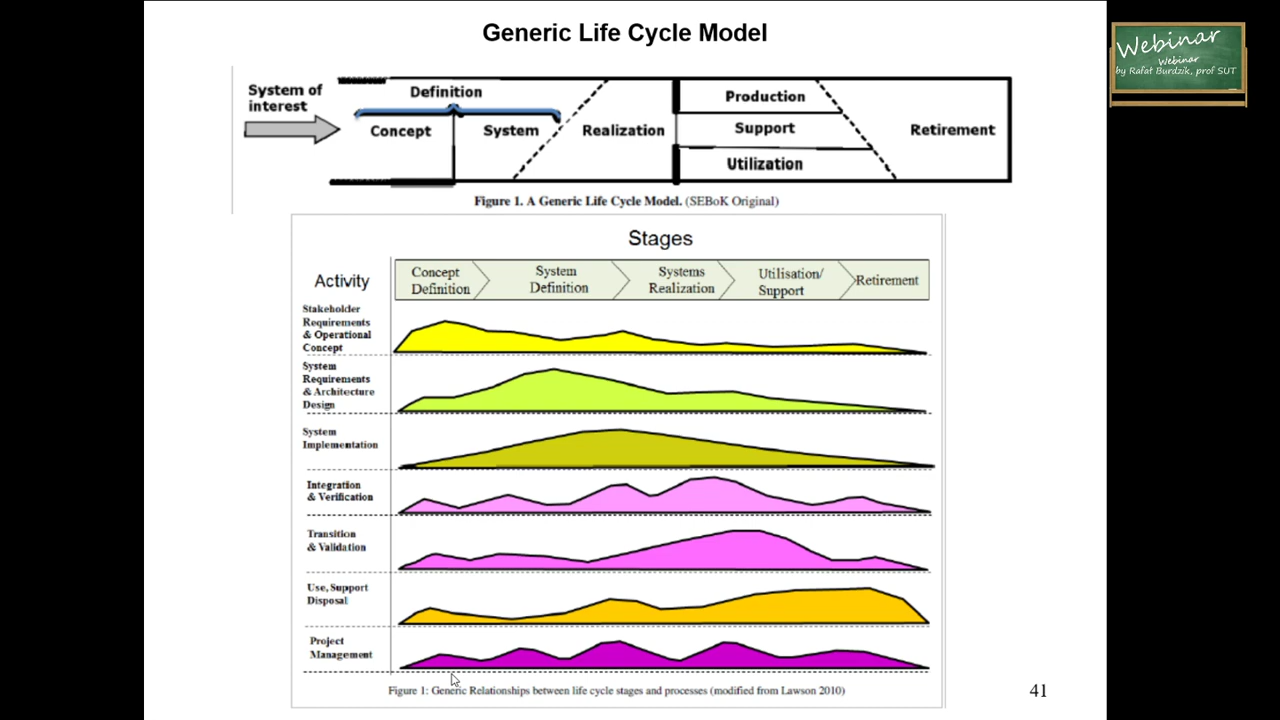 Generic Life Cycle Model
Webinar
Webinar
by Rafat Burdzik, prof SUT
System of
interest
Definition
Concept
System
Realization
Production
Support
Utilization
Retirement
Figure 1. A Generic Life Cycle Model. (SEBoK Original)
Stages
Activity
Concept
Definition
System
Definition
Systems
Realization
Utilisation/
Support
Retirement
Stakeholder
Requirements
& Operational
Concept
System
Requirements
& Architecture
Design
System
Implementation
Integration
& Verification
Transition
& Validation
Use, Support
Disposal
Project
Management
Figure 1: Generic Relationships between life cycle stages and processes (modified from Lawson 2010)
41